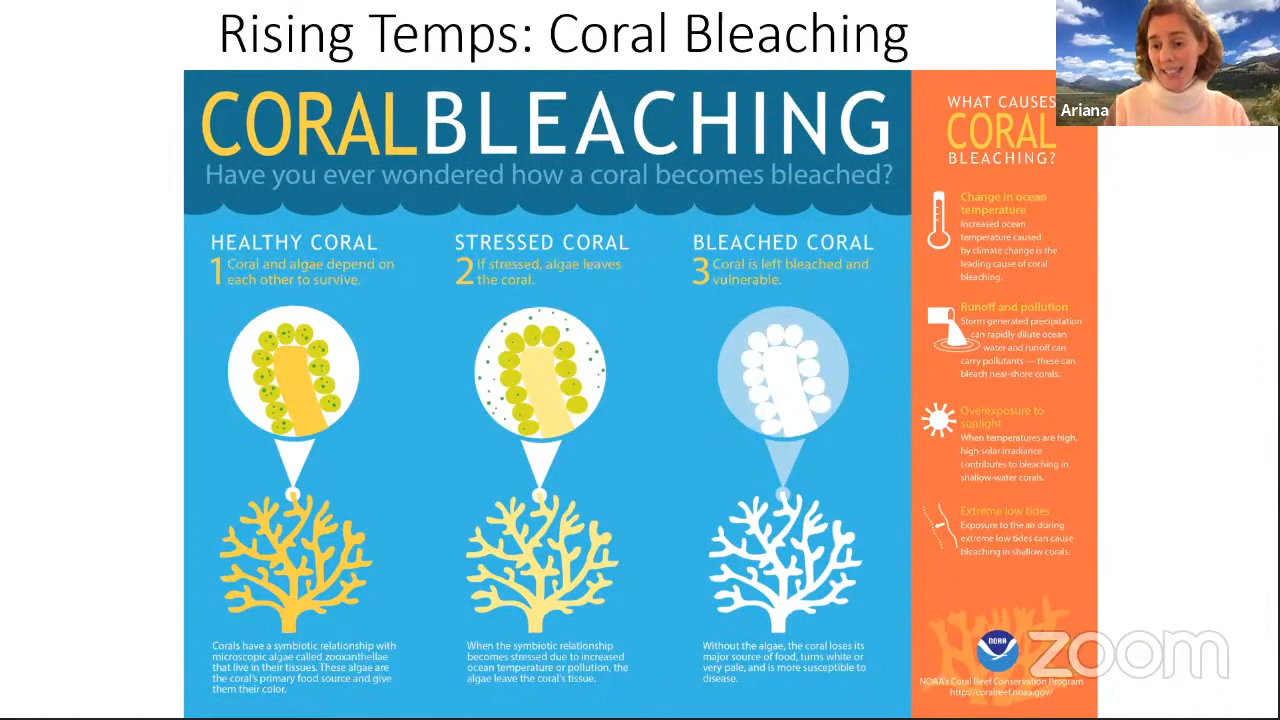 Rising Temps: Coral Bleaching
Ariana
CORAL BLEACHING
Have you ever wondered how a coral becomes bleached?
HEALTHY CORAL
1 Coral and algae depend on
each other to survive.
STRESSED CORAL
2 If stressed, algae leaves
the coral.
BLEACHED CORAL
3 Coral is left bleached and
vulnerable.
Corals have a symbiotic relationship with
microscopic algae called zooxanthellae
that live in their tissues. These algae are
the coral's primary food source and give
them their color.
When the symbiotic relationship
becomes stressed due to increased
ocean temperature or pollution, the
algae leave the coral's tissue.
Without the algae, the coral loses its
major source of food, turns white or
very pale, and is more susceptible to
disease.
WHAT CAUSES
CORAL
BLEACHING?
Change in ocean
temperature
Increased ocean
temperature caused
by climate change is the
leading cause of coral
bleaching.
Runoff and pollution
Storm generated precipitation
can rapidly dilute ocean
water and runoff can
carry pollutants — these can
bleach near-shore corals.
Overexposure to
sunlight
When temperatures are high,
high solar irradiance
contributes to bleaching in
shallow-water corals.
Extreme low tides
Exposure to the air during
extreme low tides can cause
bleaching in shallow corals.
NOAA
zoom
NOAA's Coral Reef Conservation Program
http://coralreef.noaa.gov/